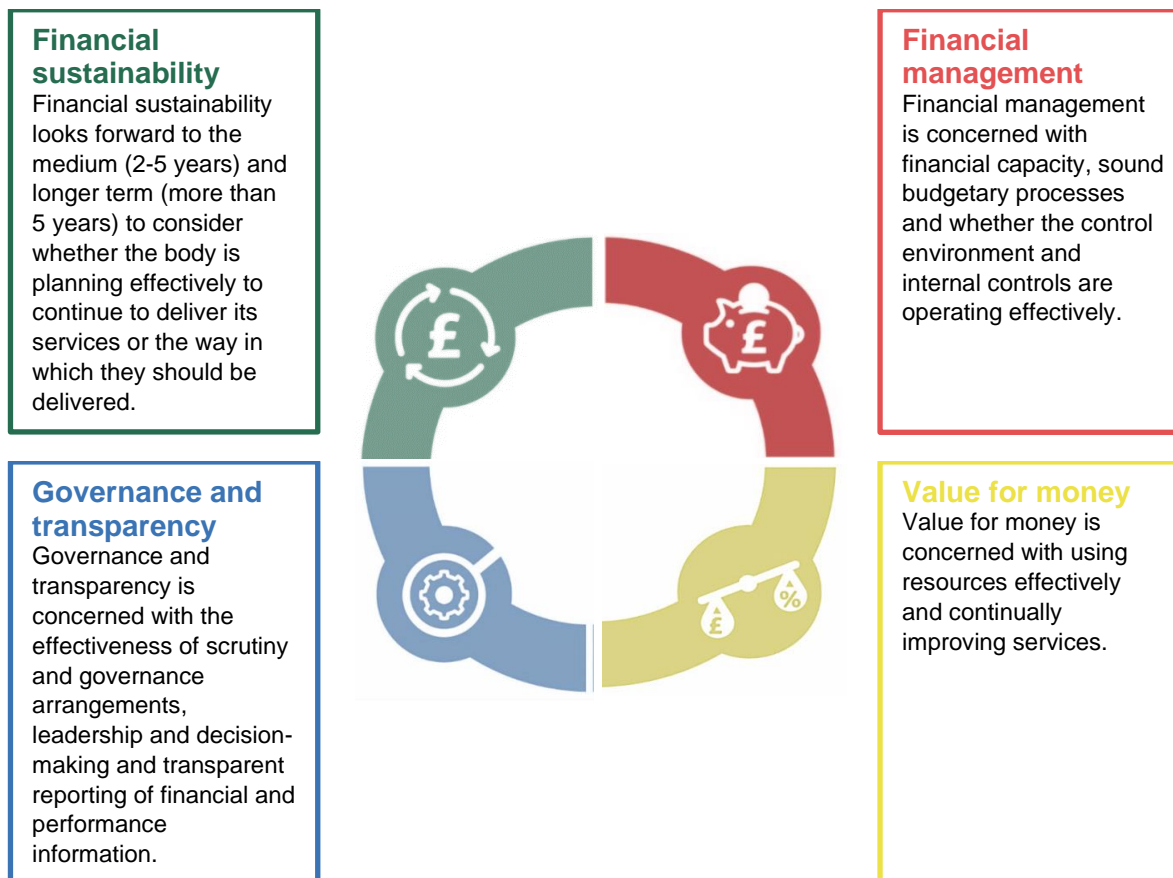 Financial
sustainability
Financial sustainability
looks forward to the
medium (2-5 years) and
longer term (more than
5 years) to consider
whether the body is
planning effectively to
continue to deliver its
services or the way in
which they should be
delivered.
Financial
management
Financial management
is concerned with
financial capacity, sound
budgetary processes
and whether the control
environment and
internal controls are
operating effectively.
£
£
Governance and
transparency
Governance and
transparency is
concerned with the
effectiveness of scrutiny
and governance
arrangements,
leadership and decision-
making and transparent
reporting of financial and
performance
information.
£
%
Value for money
Value for money is
concerned with using
resources effectively
and continually
improving services.